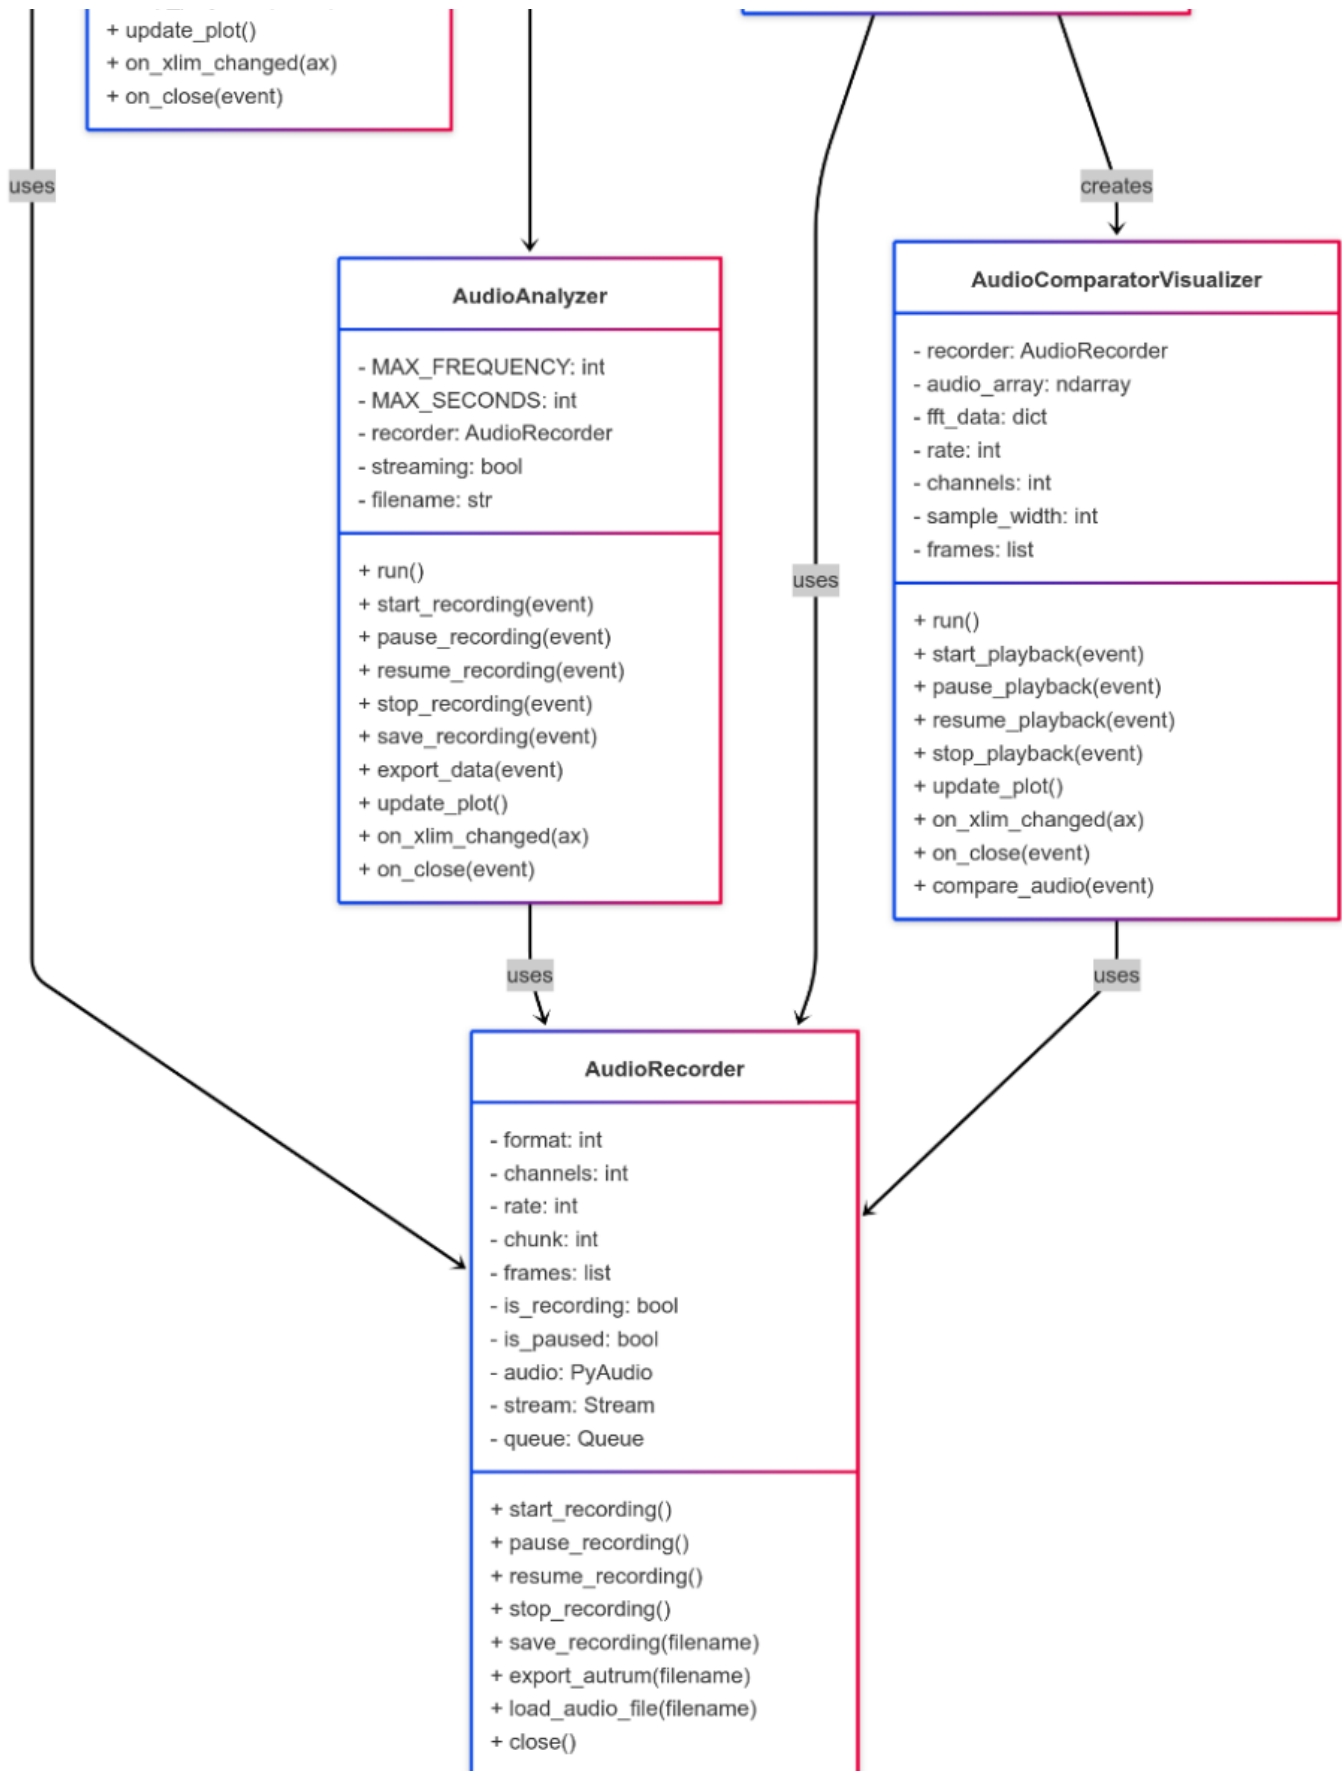 + update_plot()
+ on_xlim_changed(ax)
+ on_close(event)
uses
creates
AudioAnalyzer
- MAX_FREQUENCY: int
- MAX_SECONDS: int
- recorder: AudioRecorder
- streaming: bool
- filename: str
+ run()
+ start_recording(event)
+ pause_recording(event)
+ resume_recording(event)
+ stop_recording(event)
+ save_recording(event)
+ export_data(event)
+ update_plot()
+ on_xlim_changed(ax)
+ on_close(event)
uses
AudioComparatorVisualizer
- recorder: AudioRecorder
- audio_array: ndarray
- fft_data: dict
- rate: int
- channels: int
- sample_width: int
- frames: list
+ run()
+ start_playback(event)
+ pause_playback(event)
+ resume_playback(event)
+ stop_playback(event)
+ update_plot()
+ on_xlim_changed(ax)
+ on_close(event)
+ compare_audio(event)
uses
uses
AudioRecorder
- format: int
- channels: int
- rate: int
- chunk: int
- frames: list
- is_recording: bool
- is_paused: bool
- audio: PyAudio
- stream: Stream
- queue: Queue
+ start_recording()
+ pause_recording()
+ resume_recording()
+ stop_recording()
+ save_recording(filename)
+ export_autrum(filename)
+ load_audio_file(filename)
+ close()